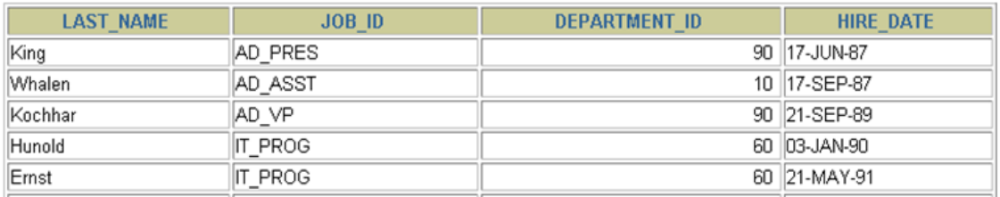 LAST_NAME JOB_ID DEPARTMENT_ID HIRE_DATE
King AD_PRES 90 17-JUN-87
Whalen AD_ASST 10 17-SEP-87
Kochhar AD_VP 90 21-SEP-89
Hunold IT_PROG 60 03-JAN-90
Ernst IT_PROG 60 21-MAY-91